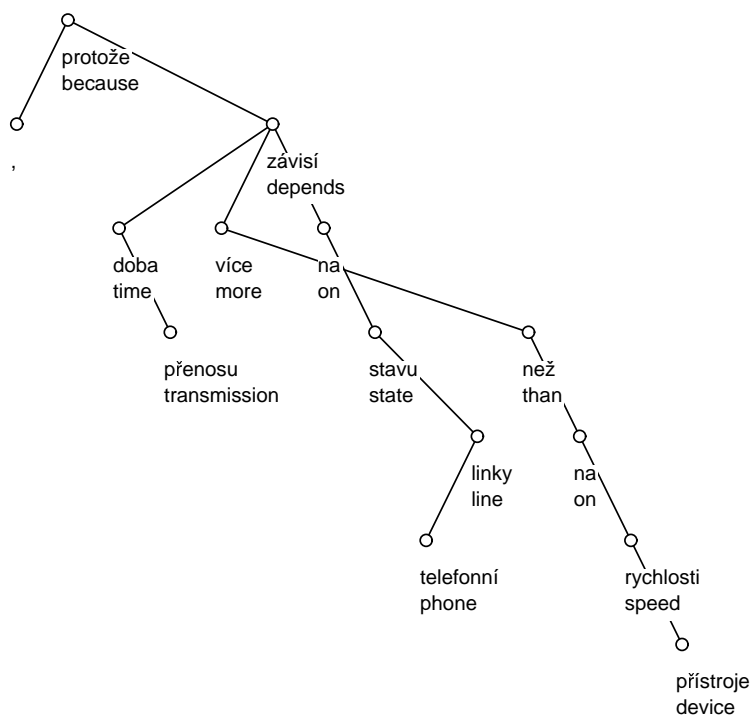 protože
because
,
závisí
depends
doba
time
více
more
na
on
přenosu
transmission
stavu
state
než
than
linky
line
na
on
telefonní
phone
rychlosti
speed
přístroje
device